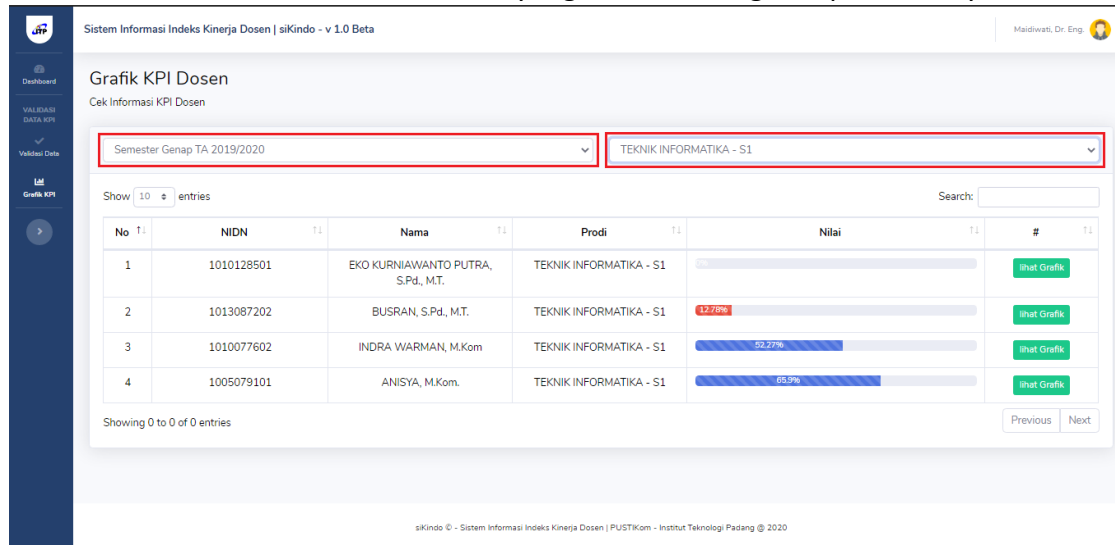 Sistem Informasi Indeks Kinerja Dosen | siKindo - v 1.0 Beta
Maidiwati, Dr. Eng.
ITP
Dashboard
VALIDASI
DATA KPI
Validasi Data
Grafik KPI
Grafik KPI Dosen
Cek Informasi KPI Dosen
Semester Genap TA 2019/2020
TEKNIK INFORMATIKA - S1
Show 10 entries
Search:
No NIDN Nama Prodi Nilai #
1 1010128501 EKO KURNIAWANTO PUTRA, TEKNIK INFORMATIKA - S1 lihat Grafik
S.Pd., M.T.
2 1013087202 BUSRAN, S.Pd., M.T. TEKNIK INFORMATIKA - S1 12.78% lihat Grafik
3 1010077602 INDRA WARMAN, M.Kom TEKNIK INFORMATIKA - S1 52.27% lihat Grafik
4 1005079101 ANISYA, M.Kom. TEKNIK INFORMATIKA - S1 65.9% lihat Grafik
Showing 0 to 0 of 0 entries
Previous Next
siKindo © - Sistem Informasi Indeks Kinerja Dosen | PUSTIKom - Institut Teknologi Padang @ 2020